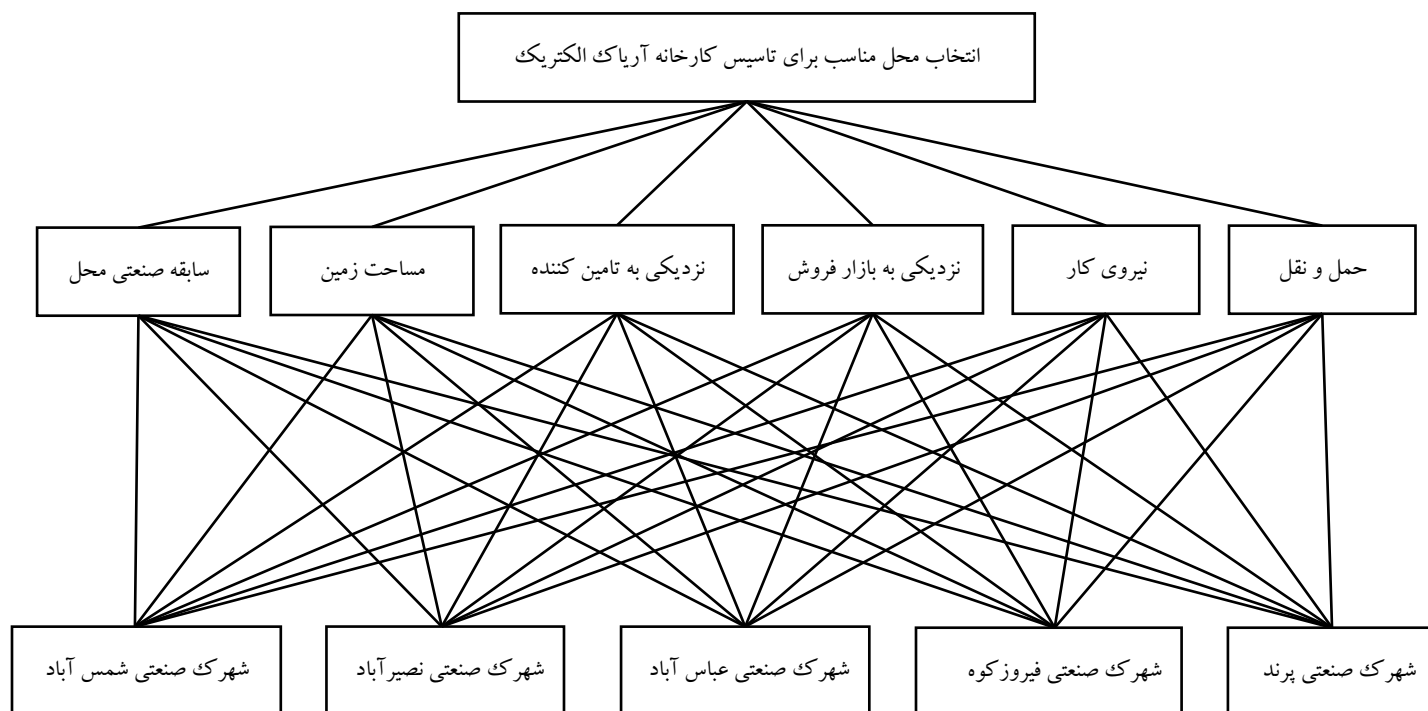 انتخاب محل مناسب برای تاسیس کارخانه آریاک الکتریک
حمل و نقل
نیروی کار
نزدیکی به بازار فروش
نزدیکی به تامین کننده
مساحت زمین
سابقه صنعتی محل
شهرک صنعتی پرند
شهرک صنعتی فیروزکوه
شهرک صنعتی عباس آباد
شهرک صنعتی نصیرآباد
شهرک صنعتی شمس آباد